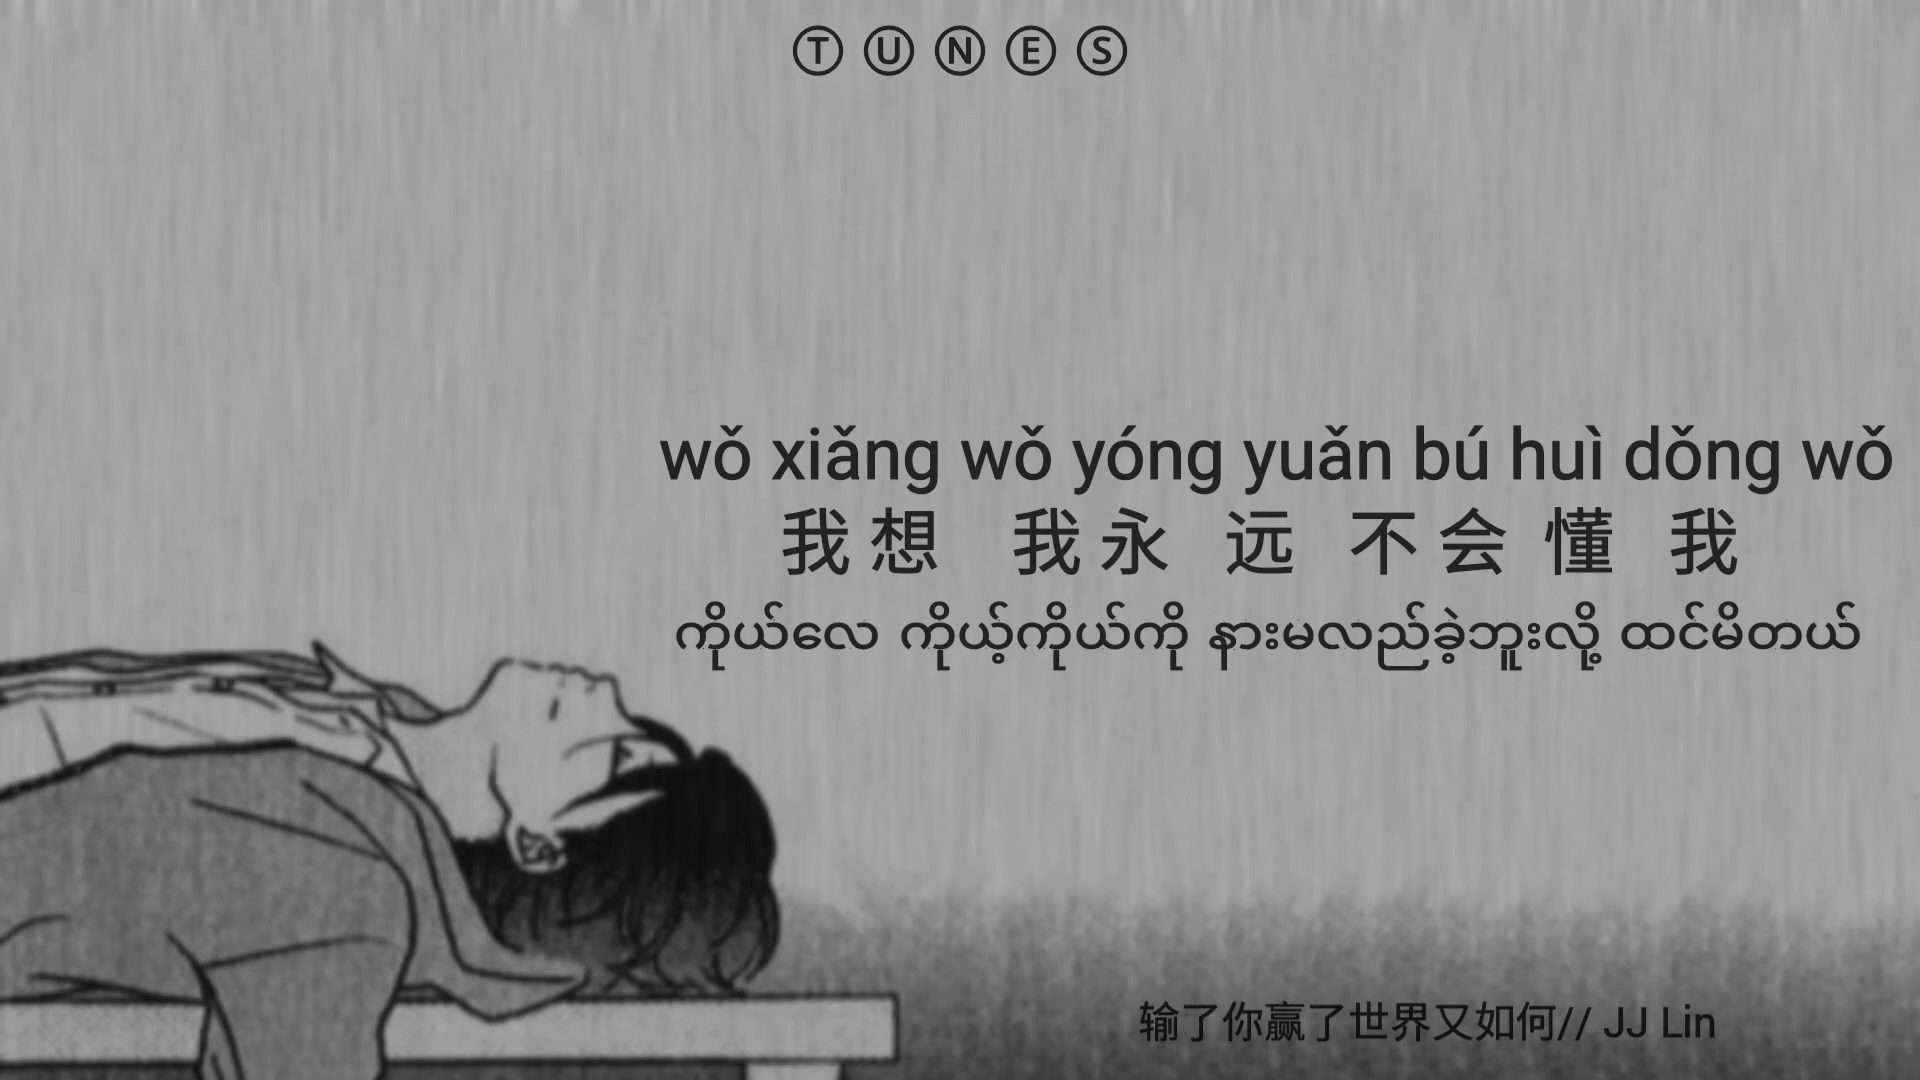 ⓉⓊⓃⒺⓈ
wǒ xiǎng wǒ yóng yuǎn bú huì dǒng wǒ
我想 我永 远 不会 懂 我
ကိုယ်လေ ကိုယ့်ကိုယ်ကို နားမလည်ခဲ့ဘူးလို့ ထင်မိတယ်
输了你赢了世界又如何// JJ Lin